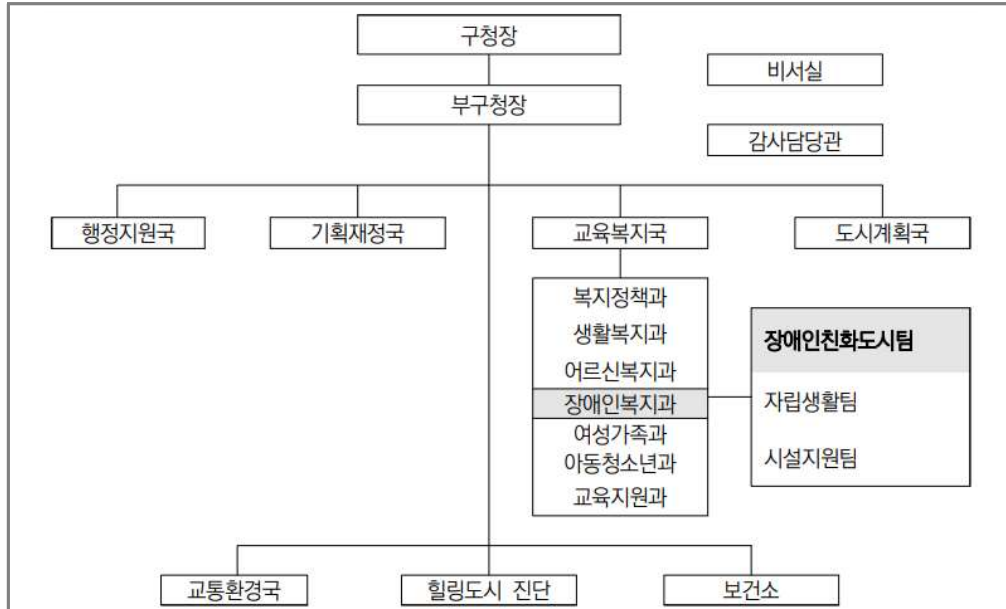 구청장
비서실
부구청장
감사담당관
행정지원국
기획재정국
교육복지국
도시계획국
복지정책과
생활복지과
어르신복지과
장애인복지과
여성가족과
아동청소년과
교육지원과
장애인친화도시팀
자립생활팀
시설지원팀
교통환경국
힐링도시 진단
보건소